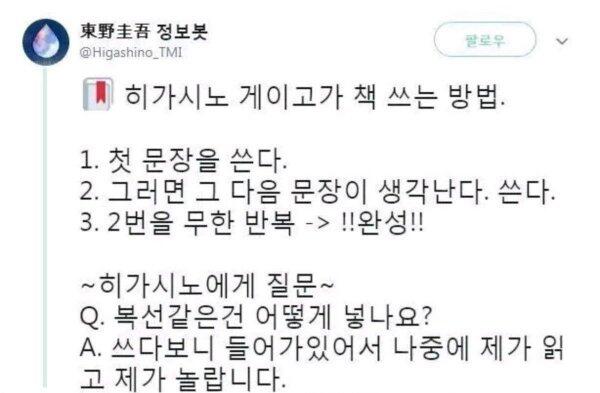 東野圭吾 정보봇
@Higashino_TMI
팔로우
히가시노 게이고가 책 쓰는 방법.
1. 첫 문장을 쓴다.
2. 그러면 그 다음 문장이 생각난다. 쓴다.
3. 2번을 무한 반복 -> !!완성!!
~히가시노에게 질문~
Q. 복선같은건 어떻게 넣나요?
A. 쓰다보니 들어가있어서 나중에 제가 읽
고 제가 놀랍니다.